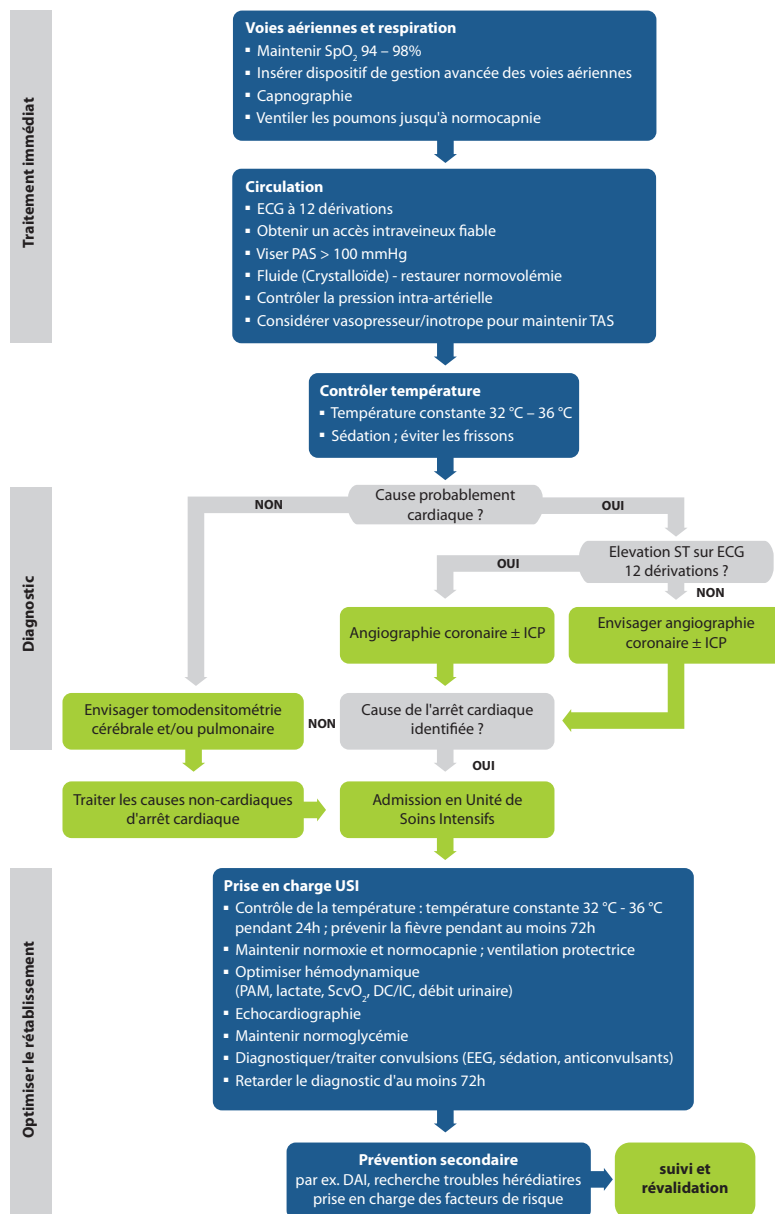 Traitement immédiat
Voies aériennes et respiration
▪ Maintenir SpO2 94 – 98%
▪ Insérer dispositif de gestion avancée des voies aériennes
▪ Capnographie
▪ Ventiler les poumons jusqu'à normocapnie
Circulation
▪ ECG à 12 dérivations
▪ Obtenir un accès intraveineux fiable
▪ Viser PAS > 100 mmHg
▪ Fluide (Crystalloïde) - restaurer normovolémie
▪ Contrôler la pression intra-artérielle
▪ Considérer vasopresseur/inotrope pour maintenir TAS
Contrôler température
▪ Température constante 32 °C – 36 °C
▪ Sédation ; éviter les frissons
Diagnostic
Cause probablement
cardiaque ?
NON
OUI
Elevation ST sur ECG
12 dérivations ?
OUI
NON
Angiographie coronaire ± ICP
Envisager angiographie
coronaire ± ICP
Envisager tomodensitométrie
cérébrale et/ou pulmonaire
NON
Cause de l'arrêt cardiaque
identifiée ?
OUI
Traiter les causes non-cardiaques
d'arrêt cardiaque
Admission en Unité de
Soins Intensifs
Optimiser le rétablissement
Prise en charge USI
▪ Contrôle de la température : température constante 32 °C - 36 °C
pendant 24h ; prévenir la fièvre pendant au moins 72h
▪ Maintenir normoxie et normocapnie ; ventilation protectrice
▪ Optimiser hémodynamique
(PAM, lactate, ScvO2, DC/IC, débit urinaire)
▪ Echocardiographie
▪ Maintenir normoglycémie
▪ Diagnostiquer/traiter convulsions (EEG, sédation, anticonvulsants)
▪ Retarder le diagnostic d'au moins 72h
Prévention secondaire
par ex. DAI, recherche troubles héréditaires
prise en charge des facteurs de risque
suivi et
révalidation